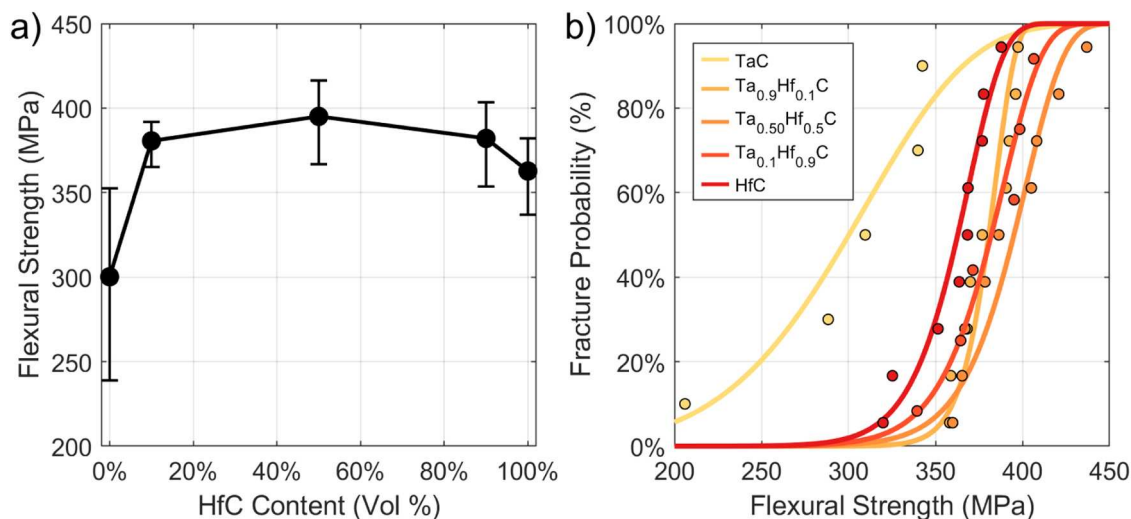 a)
450
400
350
300
250
200
Flexural Strength (MPa)
0%
20%
40%
60%
80%
100%
HfC Content (Vol %)
b)
100%
80%
60%
40%
20%
0%
Fracture Probability (%)
TaC
Ta0.9Hf0.1C
Ta0.50Hf0.5C
Ta0.1Hf0.9C
HfC
200
250
300
350
400
450
Flexural Strength (MPa)